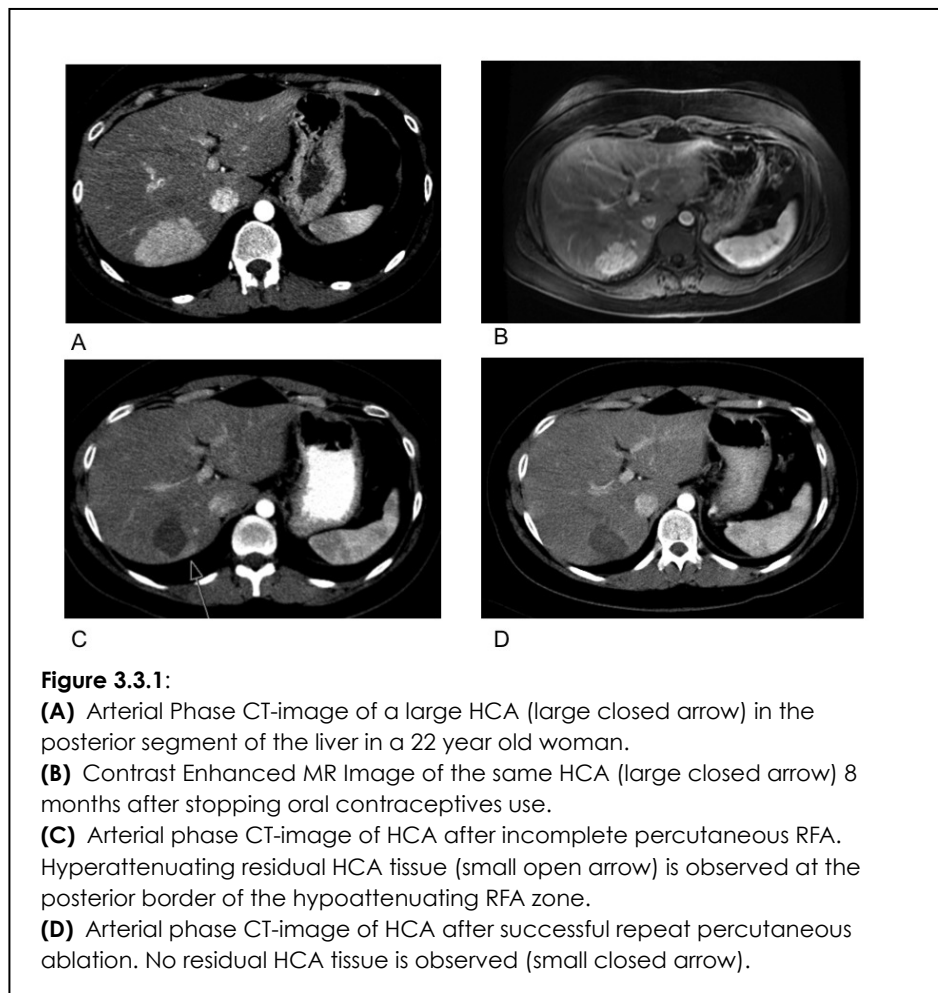 A
B
C
D
Figure 3.3.1:
(A) Arterial Phase CT-image of a large HCA (large closed arrow) in the
posterior segment of the liver in a 22 year old woman.
(B) Contrast Enhanced MR Image of the same HCA (large closed arrow) 8
months after stopping oral contraceptives use.
(C) Arterial phase CT-image of HCA after incomplete percutaneous RFA.
Hyperattenuating residual HCA tissue (small open arrow) is observed at the
posterior border of the hypoattenuating RFA zone.
(D) Arterial phase CT-image of HCA after successful repeat percutaneous
ablation. No residual HCA tissue is observed (small closed arrow).